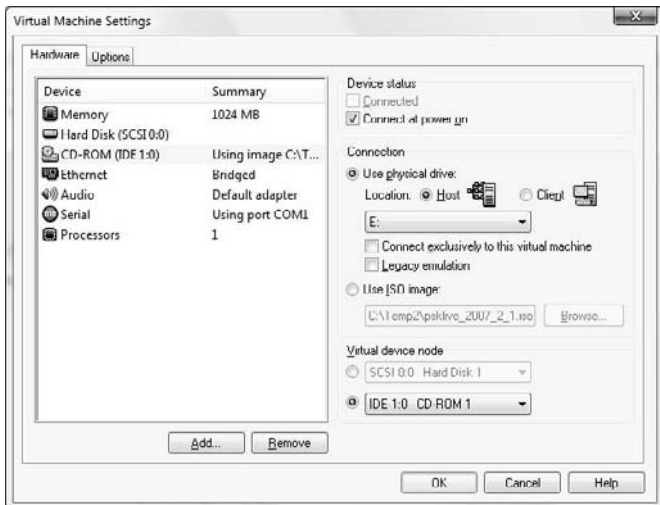 Virtual Machine Settings
Hardware Options
Device Summary
Memory 1024 MB
Hard Disk (SCSI 0:0)
CD-ROM (IDE 1:0) Using image C:\T...
Ethernet Bridged
Audio Default adapter
Serial Using port COM1
Processors 1
Add... Remove
Device status
Connected
Connect at power on
Connection
Use physical drive:
Location: Host Client
E:
Connect exclusively to this virtual machine
Legacy emulation
Use ISO image:
Browse...
Virtual device node
SCSI 0:0 Hard Disk 1
IDE 1:0 CD-ROM 1
OK Cancel Help